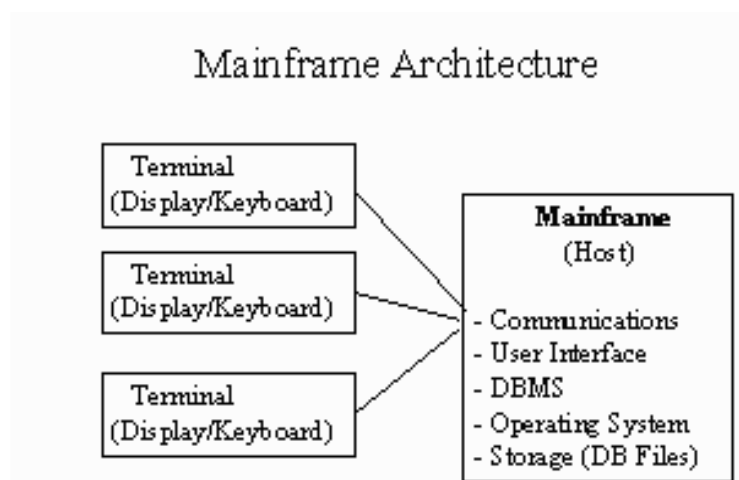 Mainframe Architecture
Terminal
(Display/Keyboard)
Terminal
(Display/Keyboard)
Terminal
(Display/Keyboard)
Mainframe
(Host)
- Communications
- User Interface
- DBMS
- Operating System
- Storage (DB Files)